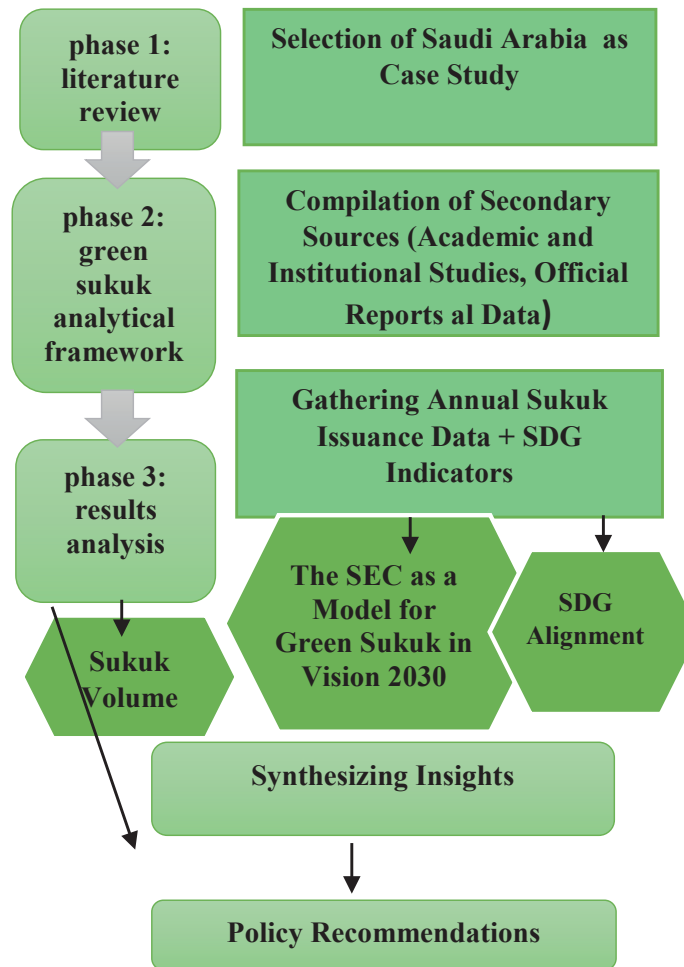 phase 1:
literature
review
Selection of Saudi Arabia as
Case Study
phase 2:
green
sukuk
analytical
framework
Compilation of Secondary
Sources (Academic and
Institutional Studies, Official
Reports al Data)
phase 3:
results
analysis
Gathering Annual Sukuk
Issuance Data + SDG
Indicators
Sukuk
Volume
The SEC as a
Model for
Green Sukuk in
Vision 2030
SDG
Alignment
Synthesizing Insights
Policy Recommendations